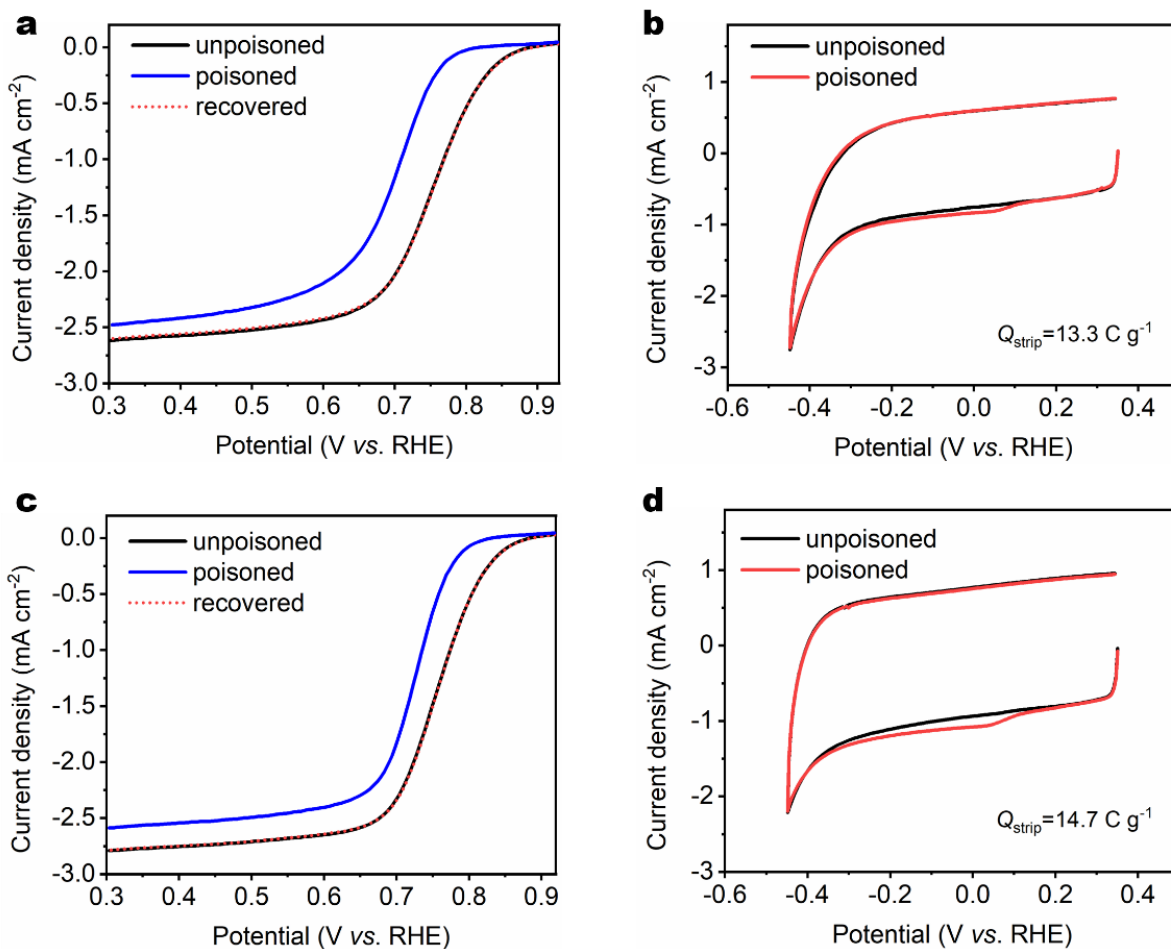 a
0.0
-0.5
-1.0
-1.5
-2.0
-2.5
-3.0
Current density (mA cm-2)
unpoisoned
poisoned
recovered
0.3 0.4 0.5 0.6 0.7 0.8 0.9
Potential (V vs. RHE)
b
1
0
-1
-2
-3
Current density (mA cm-2)
unpoisoned
poisoned
Qstrip=13.3 C g-1
-0.6 -0.4 -0.2 0.0 0.2 0.4
Potential (V vs. RHE)
c
0.0
-0.5
-1.0
-1.5
-2.0
-2.5
-3.0
Current density (mA cm-2)
unpoisoned
poisoned
recovered
0.3 0.4 0.5 0.6 0.7 0.8 0.9
Potential (V vs. RHE)
d
1
0
-1
-2
-3
Current density (mA cm-2)
unpoisoned
poisoned
Qstrip=14.7 C g-1
-0.6 -0.4 -0.2 0.0 0.2 0.4
Potential (V vs. RHE)